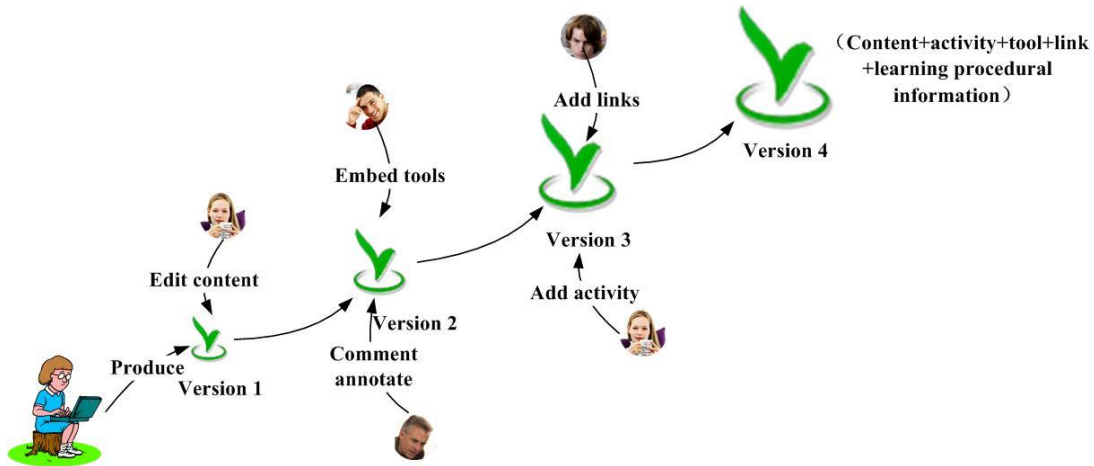 （Content+activity+tool+link
+learning procedural
information）
Add links
Version 4
Embed tools
Version 3
Edit content
Add activity
Version 2
Comment
annotate
Produce
Version 1